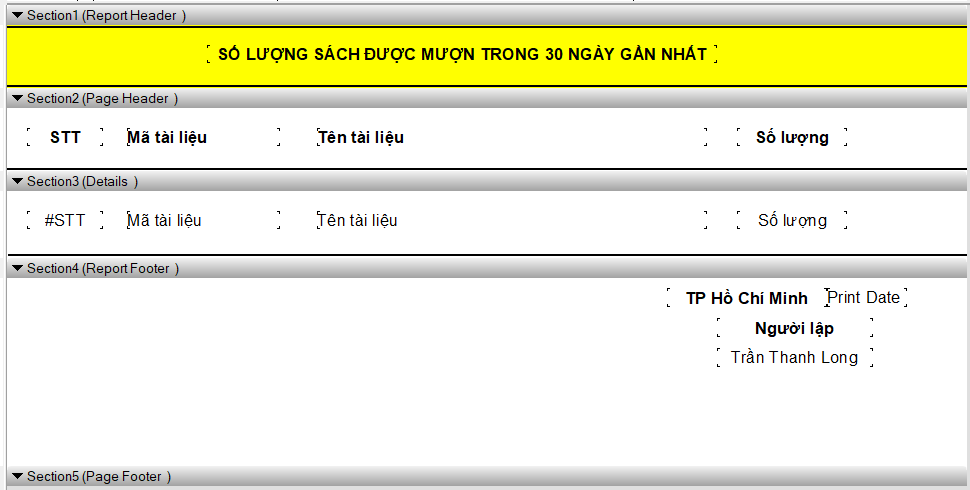 Section1 (Report Header )
SỐ LƯỢNG SÁCH ĐƯỢC MƯỢN TRONG 30 NGÀY GẦN NHẤT
Section2 (Page Header )
STT Mã tài liệu Tên tài liệu Số lượng
Section3 (Details )
#STT Mã tài liệu Tên tài liệu Số lượng
Section4 (Report Footer )
TP Hồ Chí Minh Print Date
Người lập
Trần Thanh Long
Section5 (Page Footer )